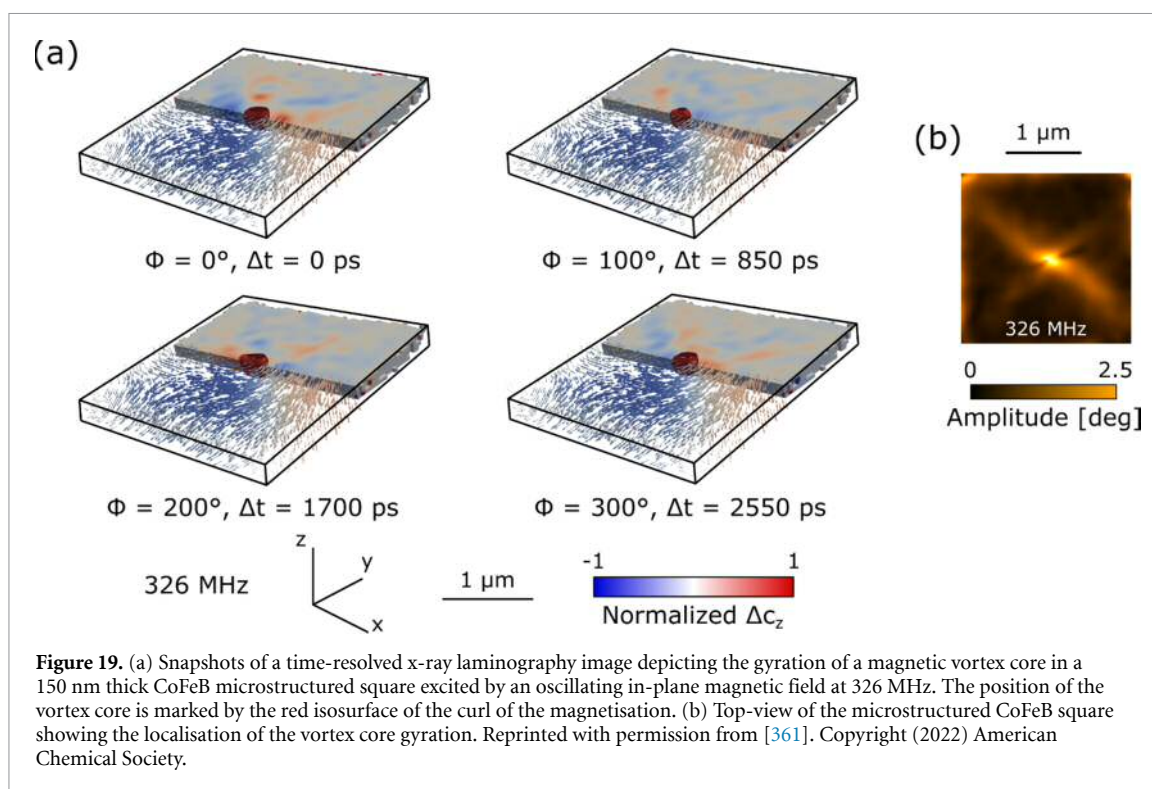 (a)
Φ = 0°, Δt = 0 ps
Φ = 100°, Δt = 850 ps
Φ = 200°, Δt = 1700 ps
Φ = 300°, Δt = 2550 ps
326 MHz
z
y
x
1 μm
-1
1
Normalized Δc_z
(b)
1 μm
326 MHz
0
2.5
Amplitude [deg]
Figure 19. (a) Snapshots of a time-resolved x-ray laminography image depicting the gyration of a magnetic vortex core in a
150 nm thick CoFeB microstructured square excited by an oscillating in-plane magnetic field at 326 MHz. The position of the
vortex core is marked by the red isosurface of the curl of the magnetisation. (b) Top-view of the microstructured CoFeB square
showing the localisation of the vortex core gyration. Reprinted with permission from [361]. Copyright (2022) American
Chemical Society.